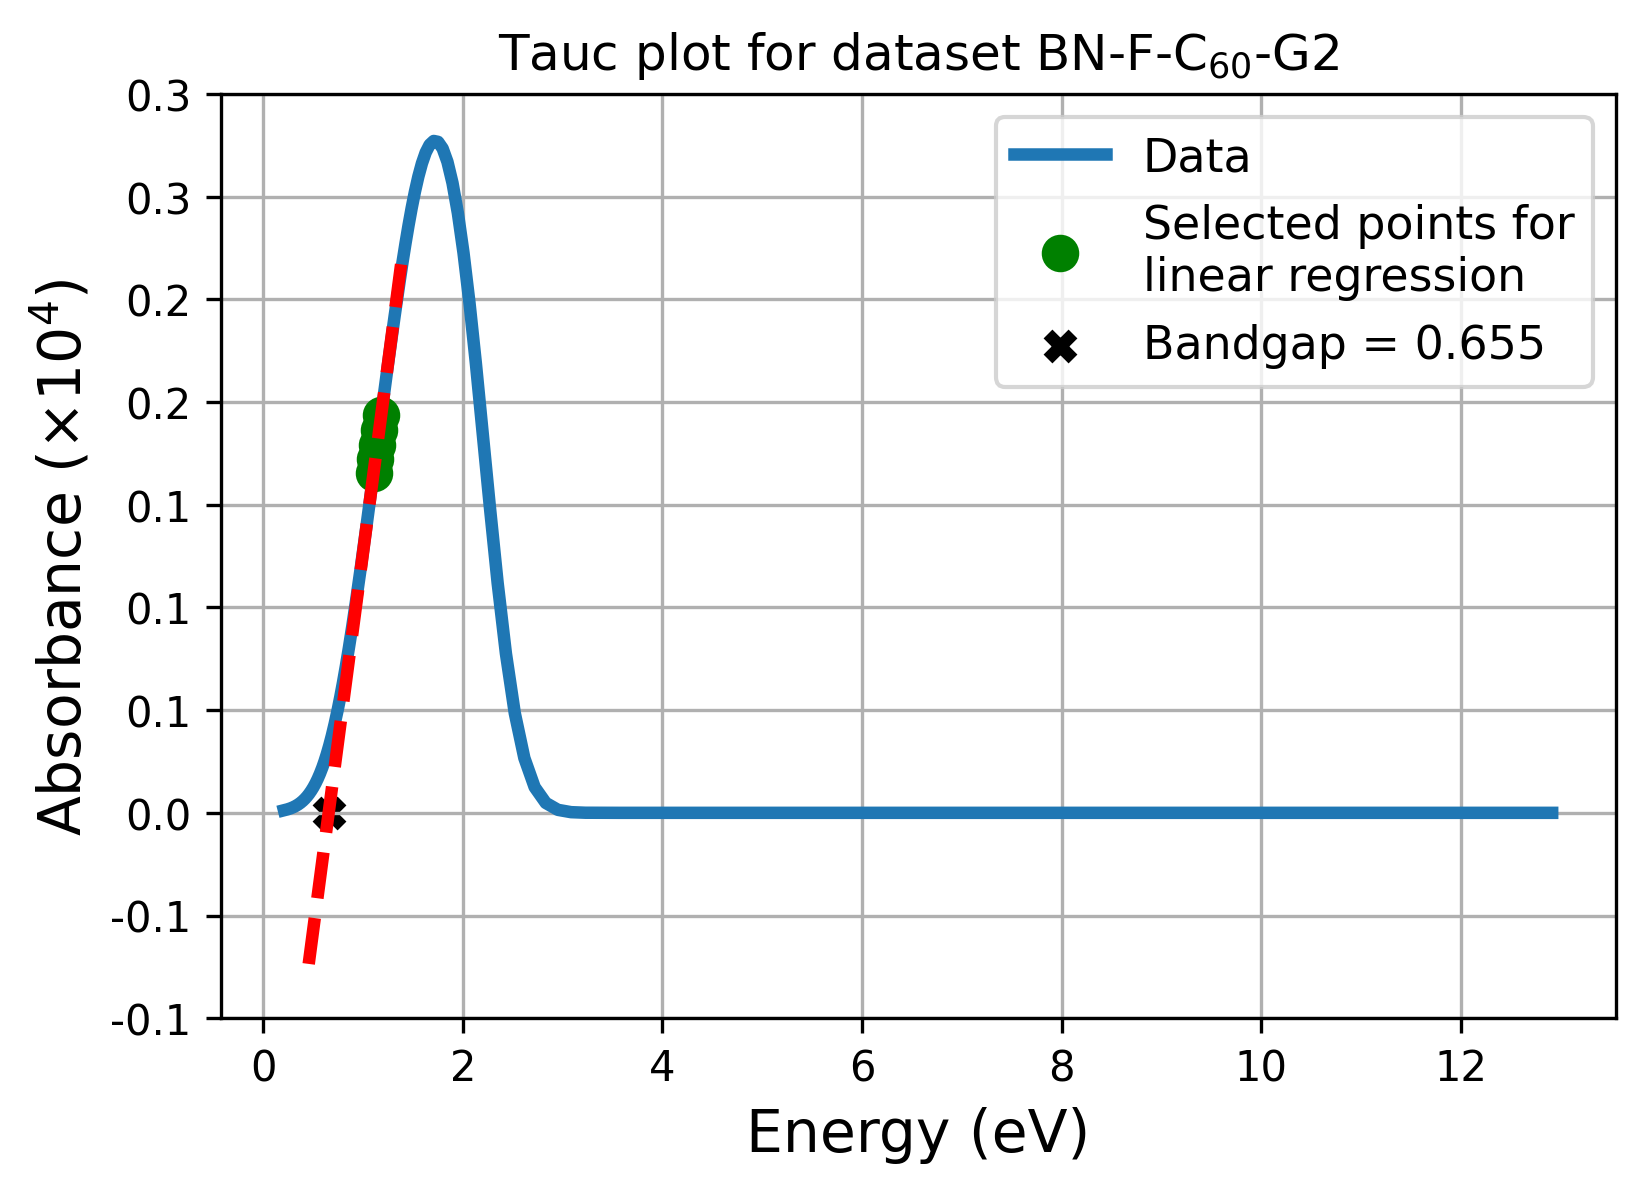 Tauc plot for dataset BN-F-C₆₀-G2
Absorbance (×10⁴)
0.3
0.3
0.2
0.2
0.1
0.1
0.1
0.0
-0.1
-0.1
Data
Selected points for
linear regression
Bandgap = 0.655
0 2 4 6 8 10 12
Energy (eV)